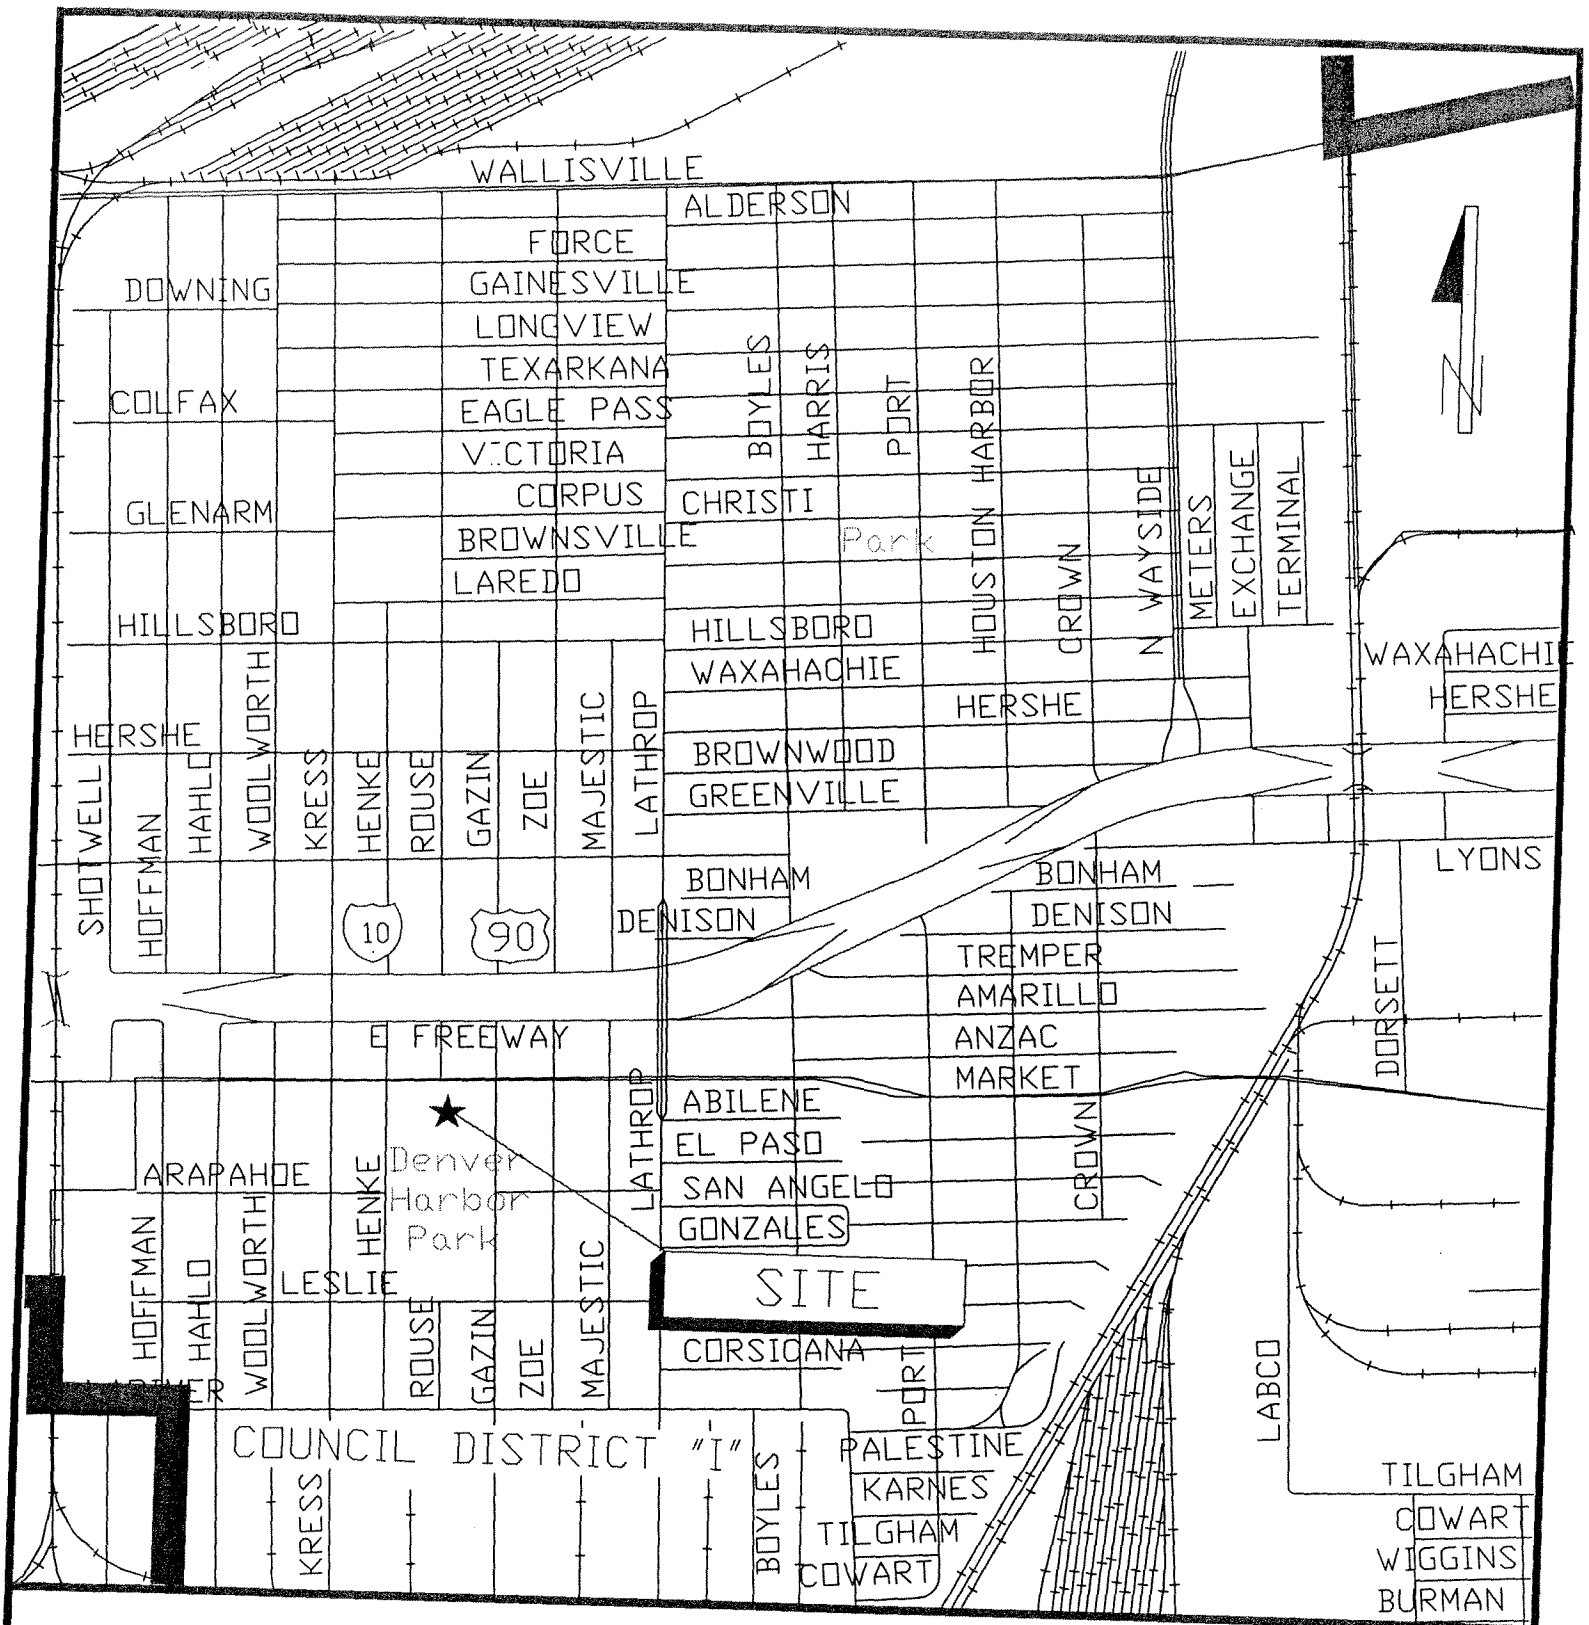 WALLISVILLE
ALDERSON
FORCE
DOWNING
GAINESVILLE
LONGVIEW
TEXARKANA
COLFAX
EAGLE PASS
VICTORIA
BOYLES
HARRIS
PORT
HOUSTON HARBOR
CROWN
N WAYSIDE
METERS
EXCHANGE
TERMINAL
N
GLENARM
CORPUS CHRISTI
BROWNSVILLE
Park
LAREDO
HILLSBORO
HILLSBORO
WAXAHACHIE
WAXAHACHIE
HERSHE
HERSHE
HERSHE
BROWNWOOD
GREENVILLE
SHOTWELL
HOFFMAN
HAHLO
WOOLWORTH
KRESS
HENKE
ROUSE
GAZIN
ZOE
MAJESTIC
LATHROP
LYONS
BONHAM
BONHAM
DENISON
DENISON
10
90
TREMPER
AMARILLO
DORSETT
E FREEWAY
ANZAC
MARKET
ABILENE
EL PASO
SAN ANGELO
GONZALES
LATHROP
CROWN
Denver
Harbor
Park
ARAPAHOE
HENKE
HOFFMAN
HAHLO
WOOLWORTH
LESLIE
ROUSE
GAZIN
ZOE
MAJESTIC
SITE
CORSICANA
PORT
LABCO
COUNCIL DISTRICT "I"
KRESS
BOYLES
PALESTINE
KARNES
TILGHAM
COWART
TILGHAM
COWART
WIGGINS
BURMAN